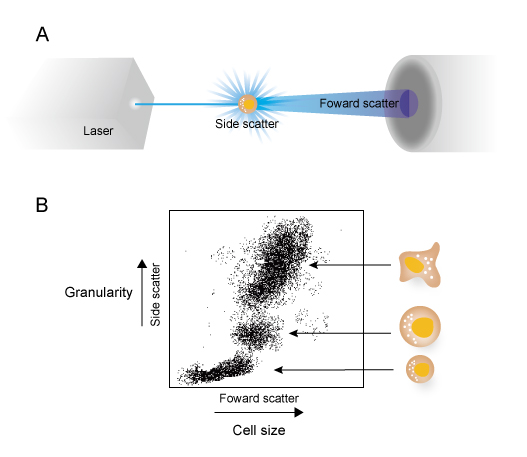 A
Laser
Side scatter
Foward scatter
B
Granularity
Side scatter
Foward scatter
Cell size